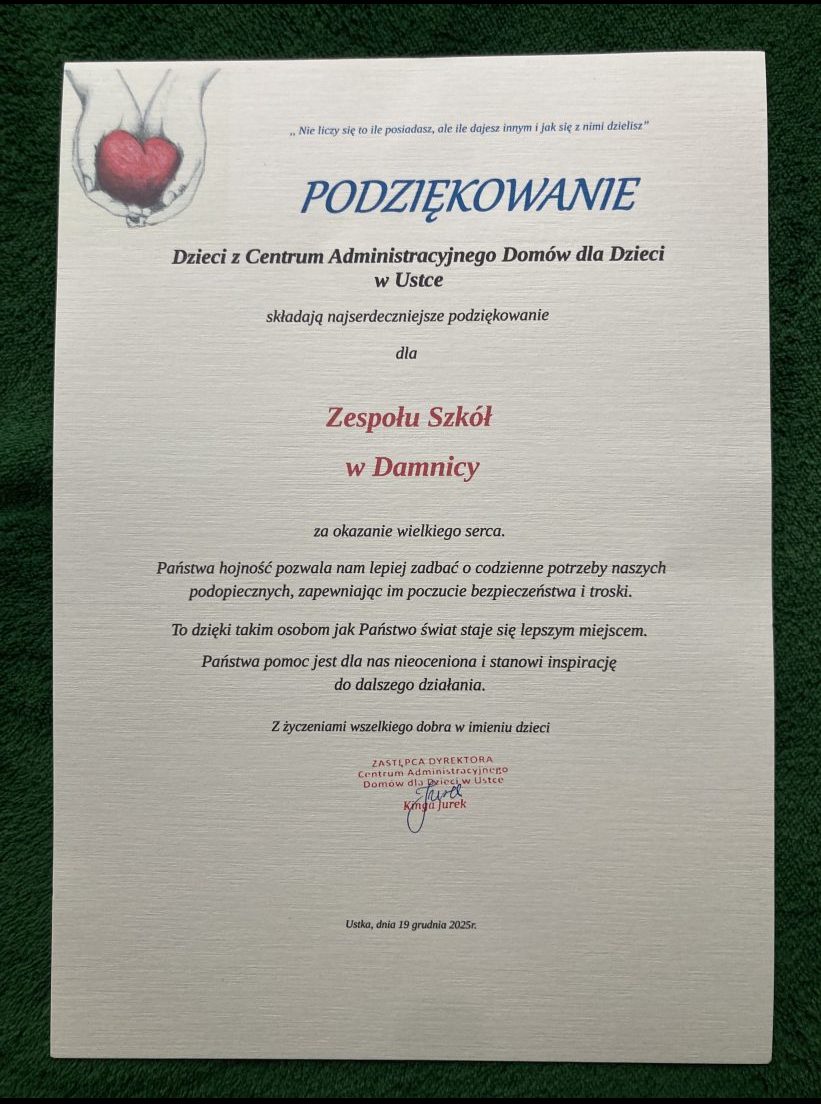 ,, Nie liczy się to ile posiadasz, ale ile dajesz innym i jak się z nimi dzielisz”
PODZIĘKOWANIE
Dzieci z Centrum Administracyjnego Domów dla Dzieci
w Ustce
składają najserdeczniejsze podziękowanie
dla
Zespołu Szkół
w Damnicy
za okazanie wielkiego serca.
Państwa hojność pozwala nam lepiej zadbać o codzienne potrzeby naszych
podopiecznych, zapewniając im poczucie bezpieczeństwa i troski.
To dzięki takim osobom jak Państwo świat staje się lepszym miejscem.
Państwa pomoc jest dla nas nieoceniona i stanowi inspirację
do dalszego działania.
Z życzeniami wszelkiego dobra w imieniu dzieci
ZASTĘPCA DYREKTORA
Centrum Administracyjnego
Domów dla Dzieci w Ustce
Kinga Jurek
Ustka, dnia 19 grudnia 2025r.